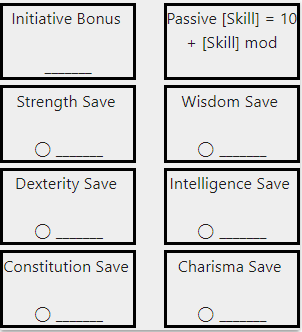 Initiative Bonus
______
Passive [Skill] = 10
+ [Skill] mod
Strength Save
______
Wisdom Save
______
Dexterity Save
______
Intelligence Save
______
Constitution Save
______
Charisma Save
______